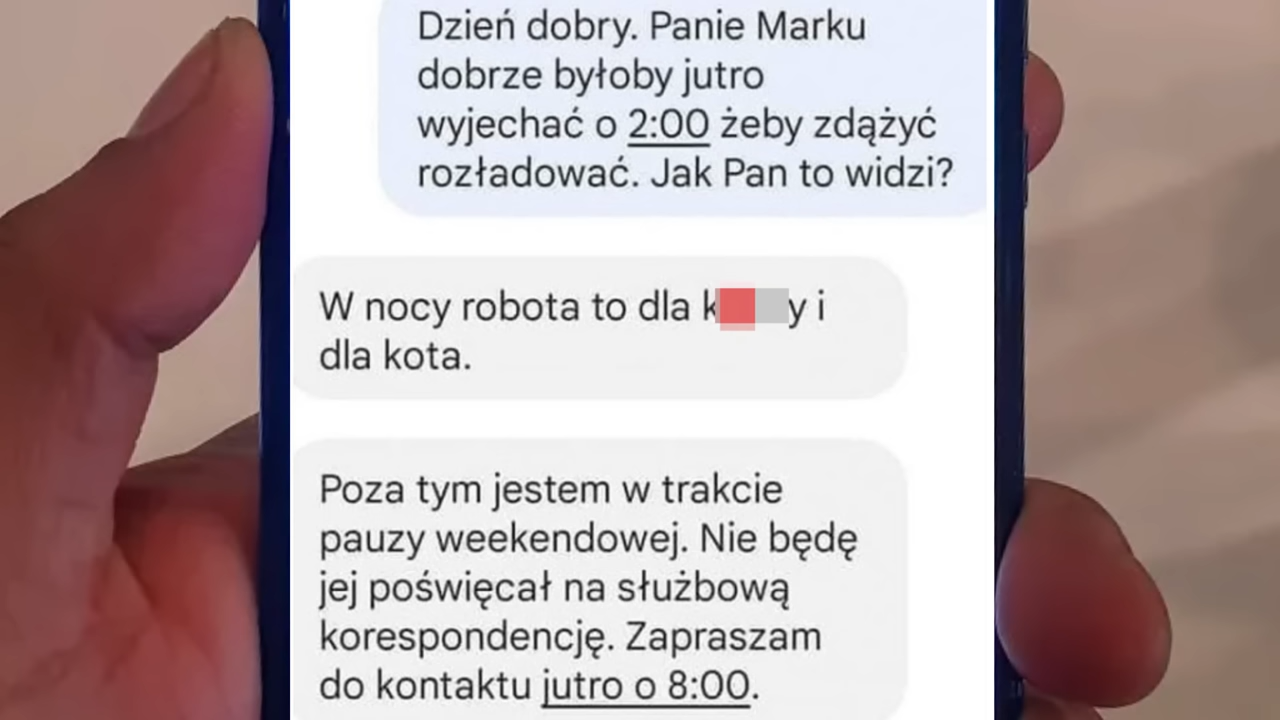 Dzień dobry. Panie Marku
dobrze byłoby jutro
wyjechać o 2:00 żeby zdążyć
rozładować. Jak Pan to widzi?
W nocy robota to dla i
dla kota.
Poza tym jestem w trakcie
pauzy weekendowej. Nie będę
jej poświęcał na służbową
korespondencję. Zapraszam
do kontaktu jutro o 8:00.